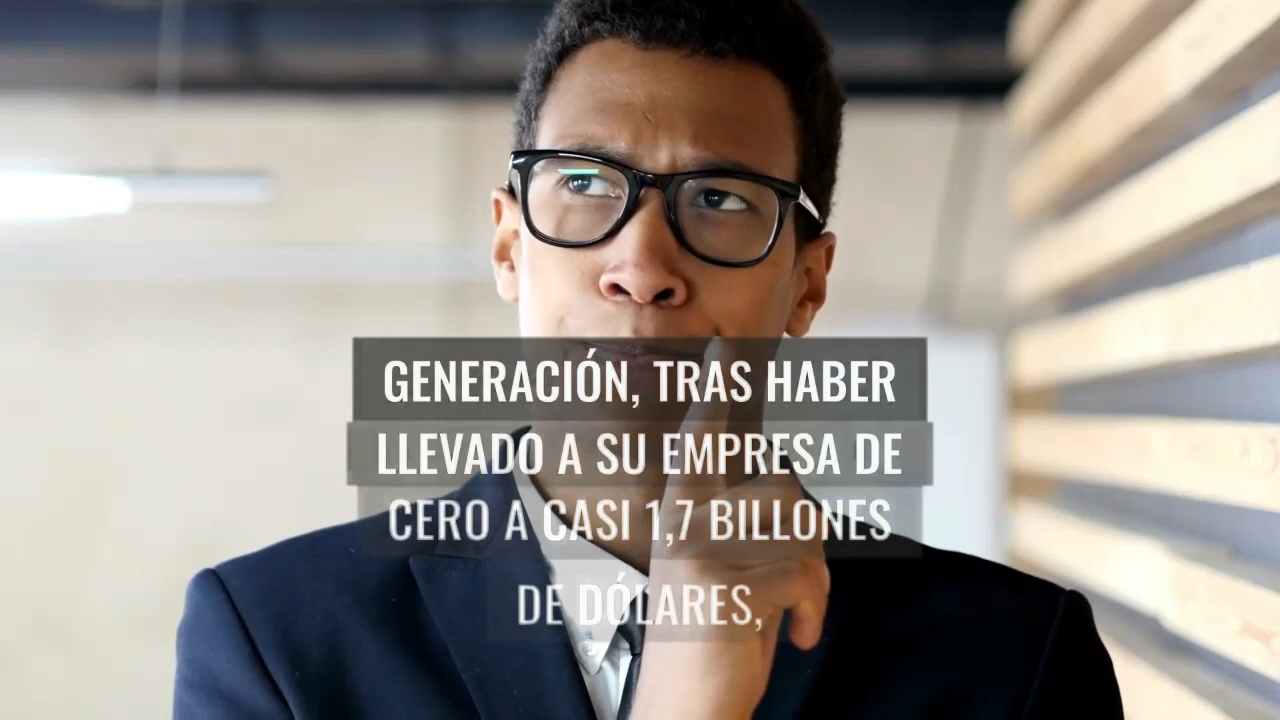 GENERACIÓN, TRAS HABER
LLEVADO A SU EMPRESA DE
CERO A CASI 1,7 BILLONES
DE DÓLARES,